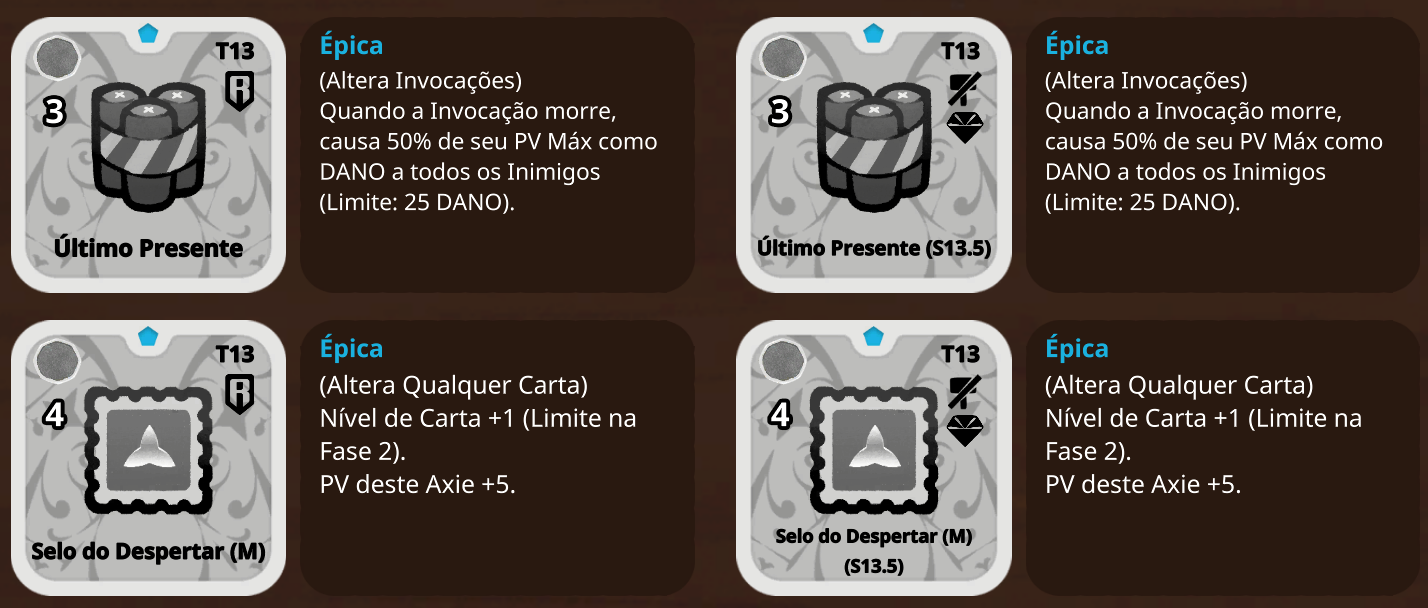 T13
3
Último Presente
Épica
(Altera Invocações)
Quando a Invocação morre,
causa 50% de seu PV Máx como
DANO a todos os Inimigos
(Limite: 25 DANO).
T13
3
Último Presente (S13.5)
Épica
(Altera Invocações)
Quando a Invocação morre,
causa 50% de seu PV Máx como
DANO a todos os Inimigos
(Limite: 25 DANO).
T13
4
Selo do Despertar (M)
Épica
(Altera Qualquer Carta)
Nível de Carta +1 (Limite na
Fase 2).
PV deste Axie +5.
T13
4
Selo do Despertar (M)
(S13.5)
Épica
(Altera Qualquer Carta)
Nível de Carta +1 (Limite na
Fase 2).
PV deste Axie +5.